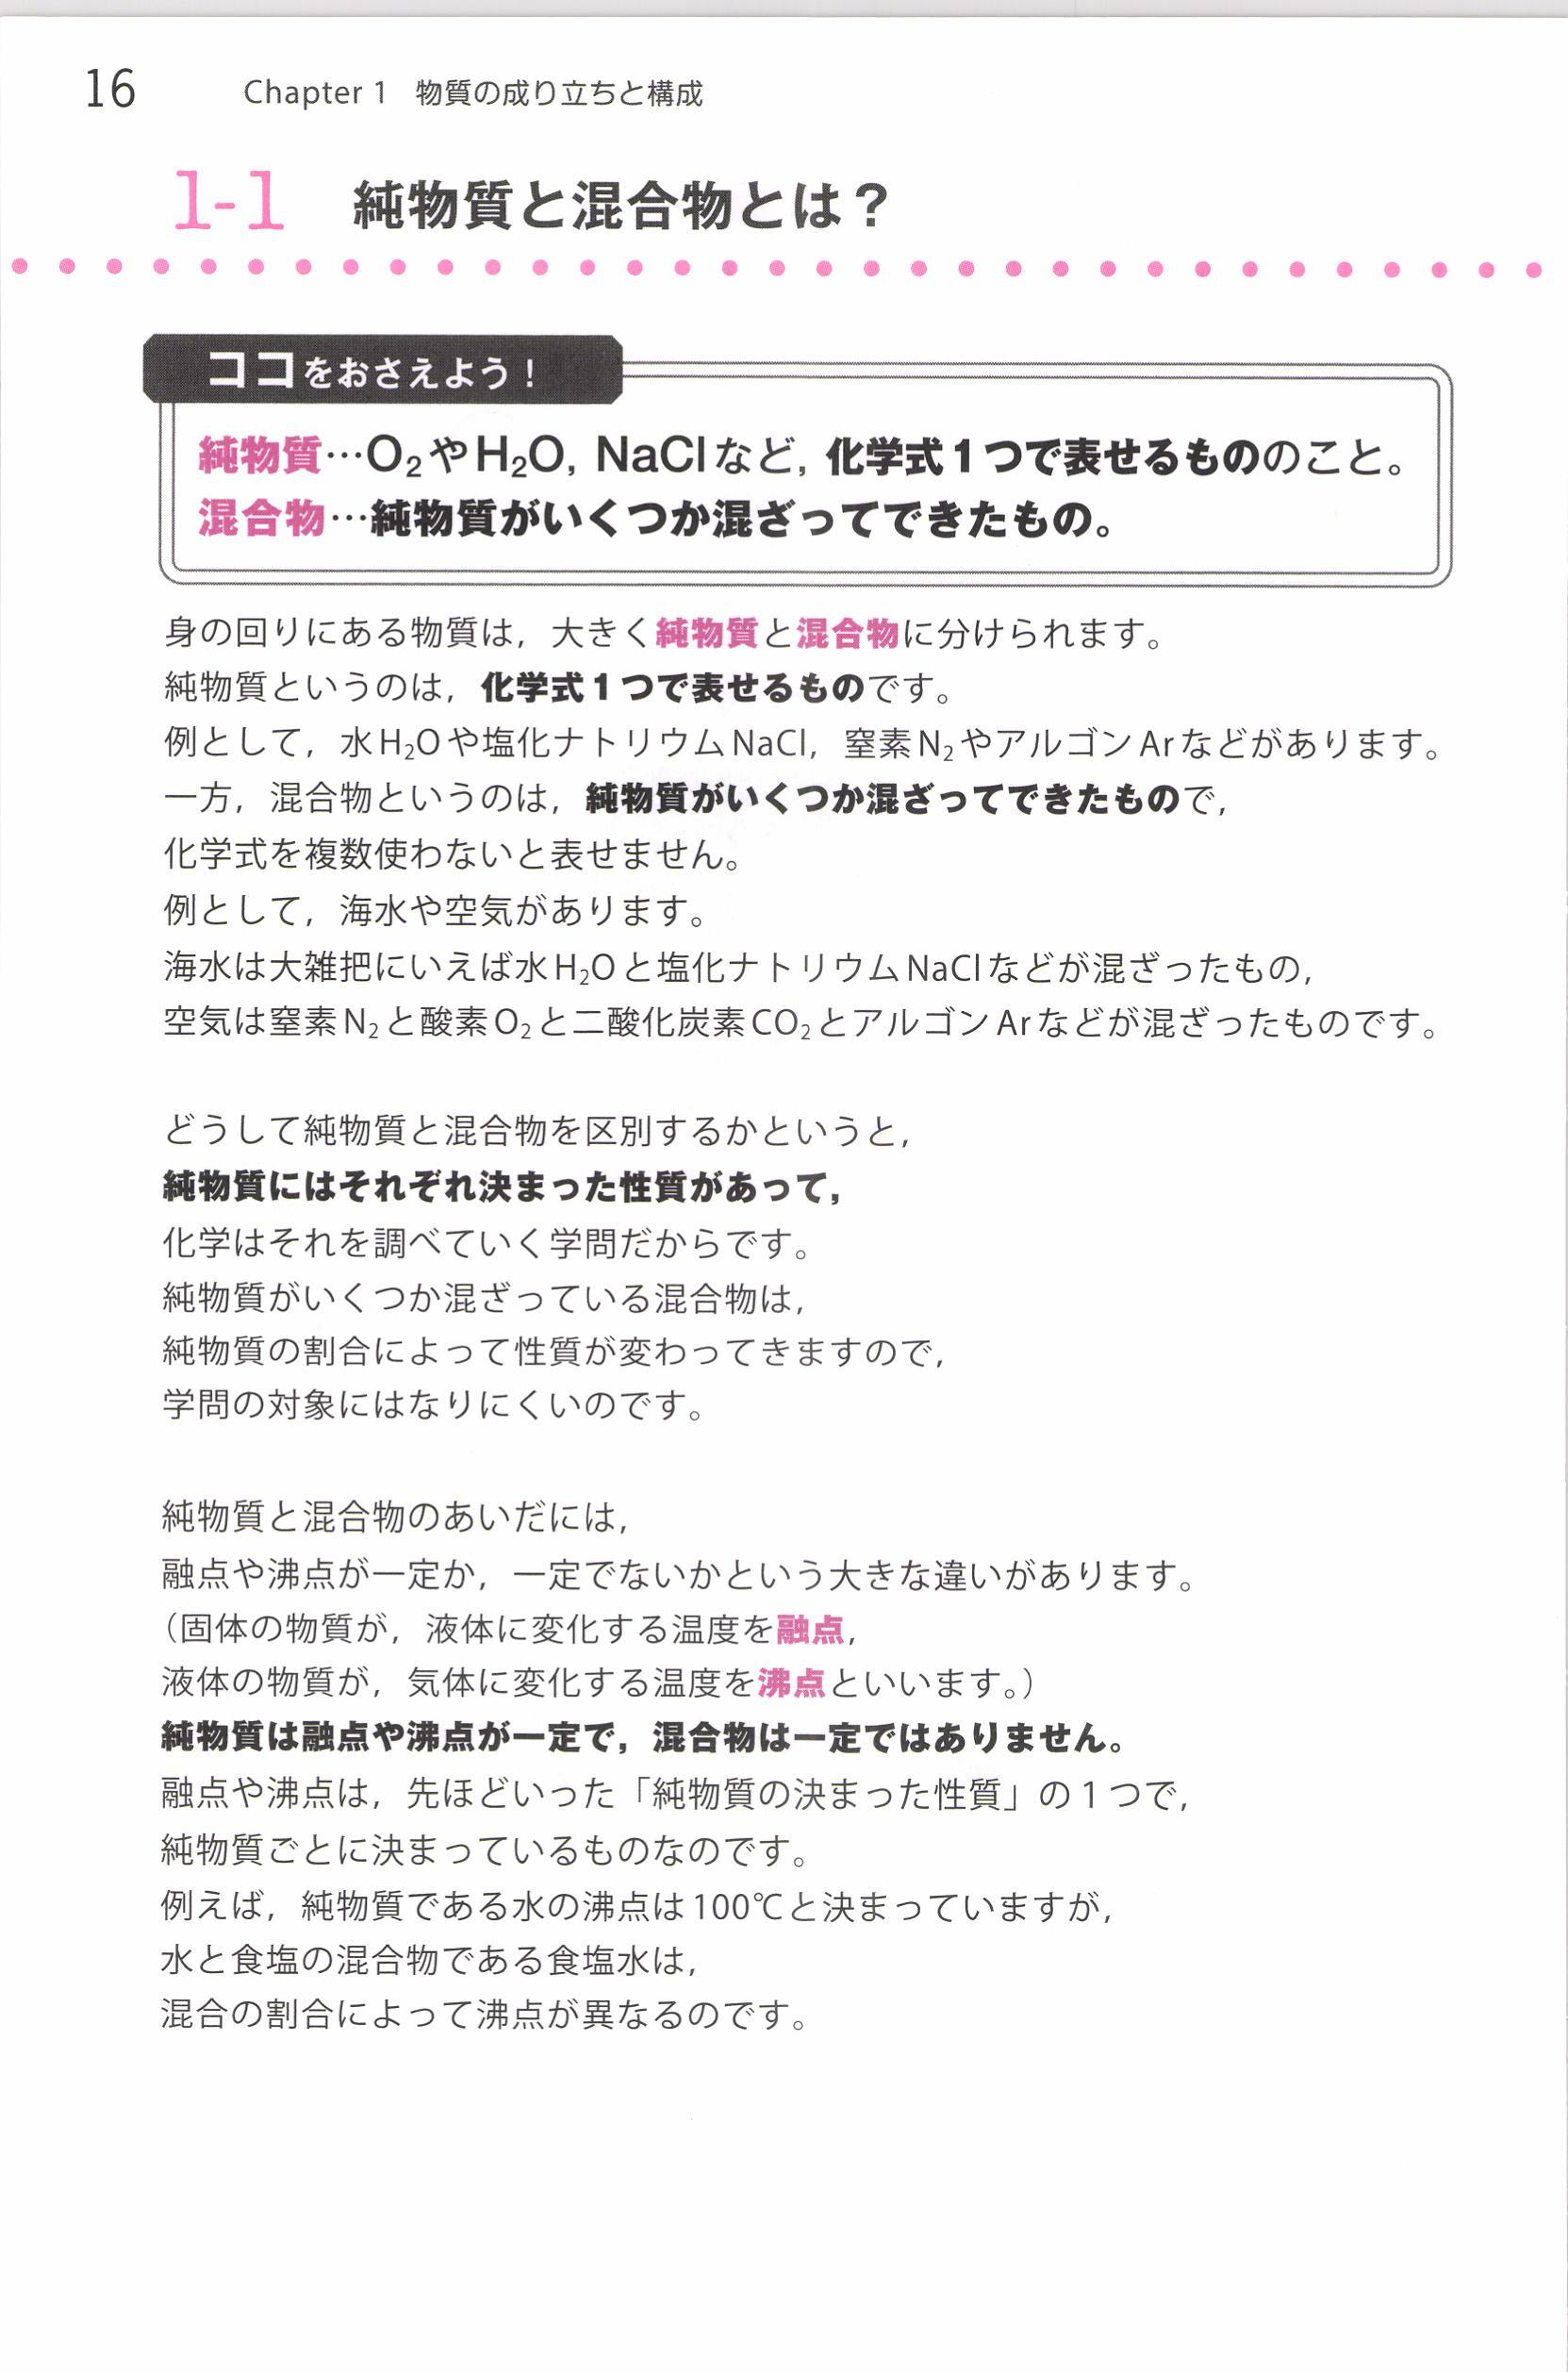 16 Chapter 1 物質の成り立ちと構成
1-1 純物質と混合物とは？
ココをおさえよう！
純物質…O₂やH₂O, NaClなど, 化学式1つで表せるもののこと。
混合物…純物質がいくつか混ざってできたもの。
身の回りにある物質は，大きく純物質と混合物に分けられます。
純物質というのは，化学式1つで表せるものです。
例として，水H₂Oや塩化ナトリウムNaCl，窒素N₂やアルゴンArなどがあります。
一方，混合物というのは，純物質がいくつか混ざってできたもので，
化学式を複数使わないと表せません。
例として，海水や空気があります。
海水は大雑把にいえば水H₂Oと塩化ナトリウムNaClなどが混ざったもの，
空気は窒素N₂と酸素O₂と二酸化炭素CO₂とアルゴンArなどが混ざったものです。
どうして純物質と混合物を区別するかというと，
純物質にはそれぞれ決まった性質があって，
化学はそれを調べていく学問だからです。
純物質がいくつか混ざっている混合物は，
純物質の割合によって性質が変わってきますので，
学問の対象にはなりにくいのです。
純物質と混合物のあいだには，
融点や沸点が一定か，一定でないかという大きな違いがあります。
（固体の物質が，液体に変化する温度を融点，
液体の物質が，気体に変化する温度を沸点といいます。）
純物質は融点や沸点が一定で，混合物は一定ではありません。
融点や沸点は，先ほどいった「純物質の決まった性質」の1つで，
純物質ごとに決まっているものなのです。
例えば，純物質である水の沸点は100℃と決まっていますが，
水と食塩の混合物である食塩水は，
混合の割合によって沸点が異なるのです。